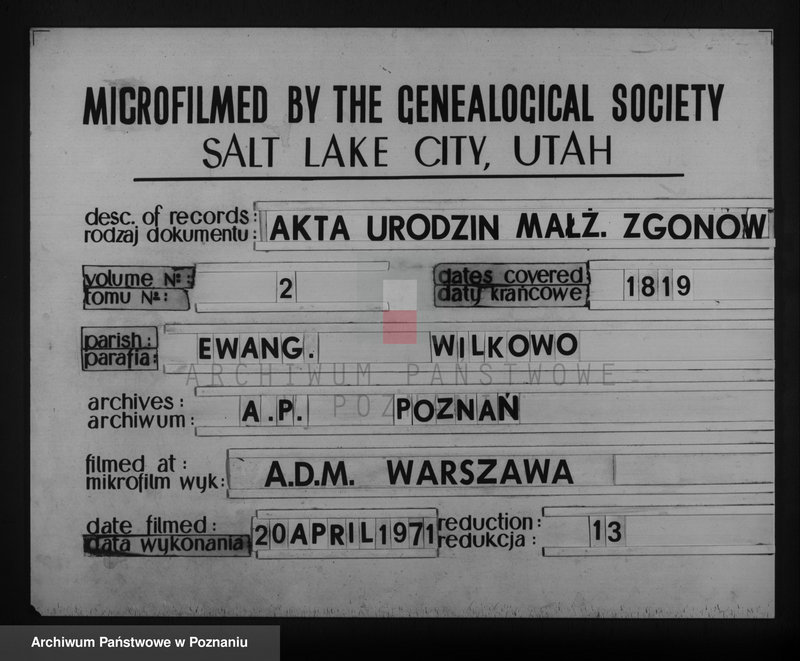 MICROFILMED BY THE GENEALOGICAL SOCIETY
SALT LAKE CITY, UTAH
desc. of records:
rodzaj dokumentu:
AKTA URODZIN MAŁŻ. ZGONÓW
volume №:
tomu №:
2
dates covered
daty krańcowe
1819
parish:
parafia:
EWANG. WILKOWO
ARCHIWUM PAŃSTWOWE
POZNAŃ
archives:
archiwum:
A.P. POZNAŃ
filmed at:
mikrofilm wyk:
A.D.M. WARSZAWA
date filmed:
data wykonania
20 APRIL 1971
reduction:
redukcja:
13
Archiwum Państwowe w Poznaniu